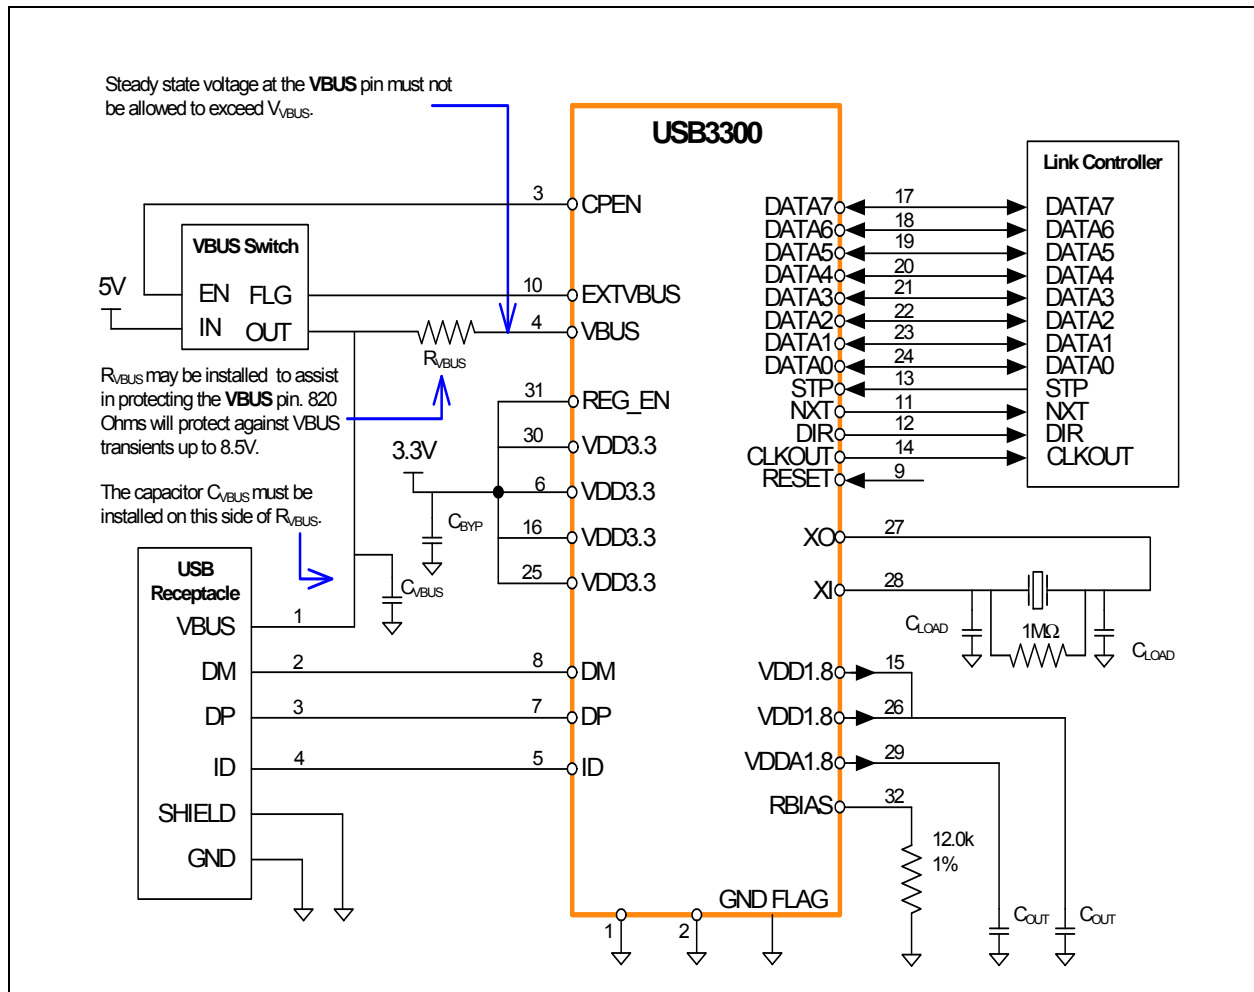 Steady state voltage at the VBUS pin must not
be allowed to exceed VVBUS.
USB3300
Link Controller
3
CPEN
VBUS Switch
5V
EN FLG
IN OUT
10
EXTVBUS
4
VBUS
RVBUS
RVBUS may be installed to assist
in protecting the VBUS pin. 820
Ohms will protect against VBUS
transients up to 8.5V.
31
REG_EN
30
VDD3.3
3.3V
6
VDD3.3
CBYP
16
VDD3.3
25
VDD3.3
The capacitor CVBUS must be
installed on this side of RVBUS.
CVBUS
USB
Receptacle
VBUS 1
DM 2 8 DM
DP 3 7 DP
ID 4 5 ID
SHIELD
GND
DATA7 17 DATA7
DATA6 18 DATA6
DATA5 19 DATA5
DATA4 20 DATA4
DATA3 21 DATA3
DATA2 22 DATA2
DATA1 23 DATA1
DATA0 24 DATA0
STP 13 STP
NXT 11 NXT
DIR 12 DIR
CLKOUT 14 CLKOUT
RESET 9
XO 27
XI 28
CLOAD
1MΩ
CLOAD
VDD1.8 15
VDD1.8 26
VDDA1.8 29
RBIAS 32
12.0k
1%
COUT
COUT
GND FLAG
1
2